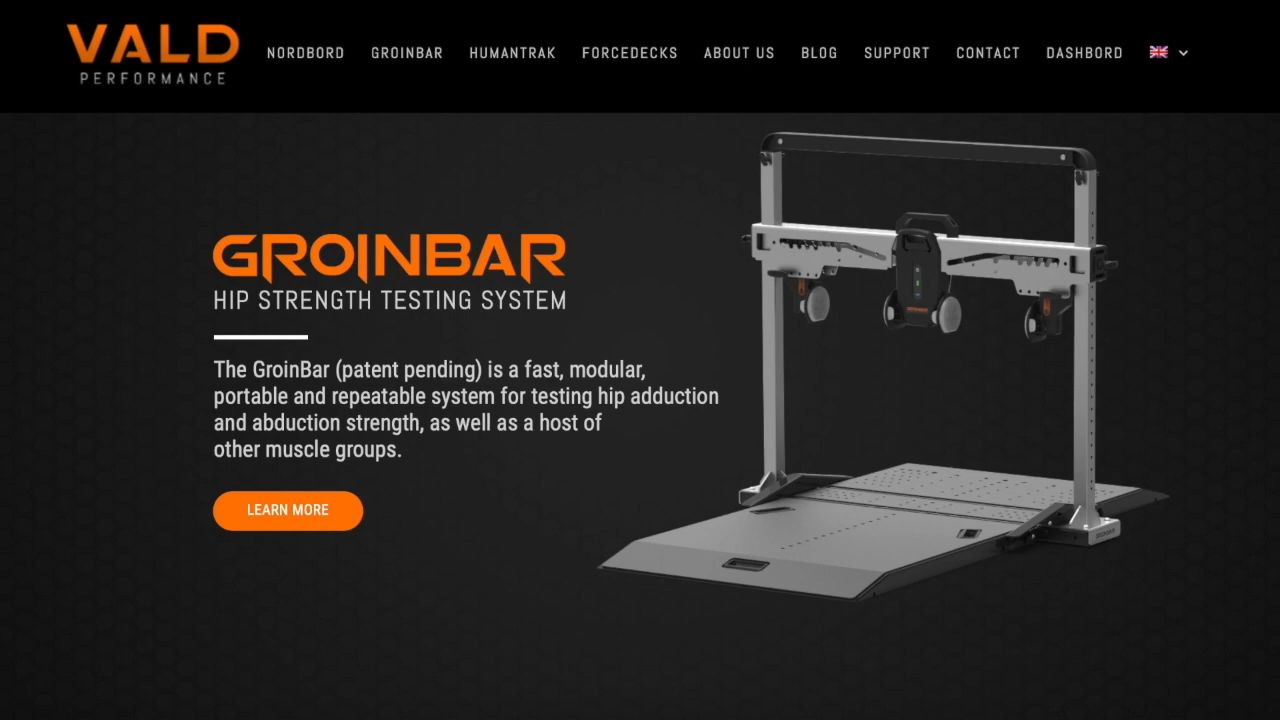 VALD
PERFORMANCE
NORDBORD GROINBAR HUMANTRAK FORCEDECKS ABOUT US BLOG SUPPORT CONTACT DASHBORD
GROINBAR
HIP STRENGTH TESTING SYSTEM
The GroinBar (patent pending) is a fast, modular,
portable and repeatable system for testing hip adduction
and abduction strength, as well as a host of
other muscle groups.
LEARN MORE